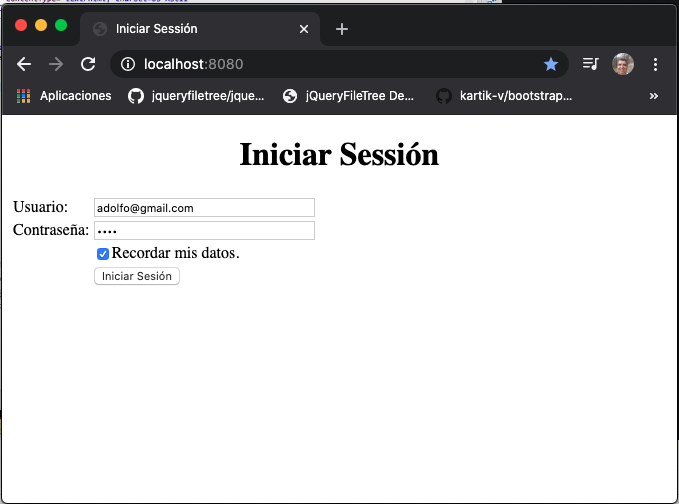 Iniciar Sessión
localhost:8080
Aplicaciones jqueryfiletree/jque... jQueryFileTree De... kartik-v/bootstrap... »
Iniciar Sessión
Usuario: adolfo@gmail.com
Contraseña: ····
Recordar mis datos.
Iniciar Sesión